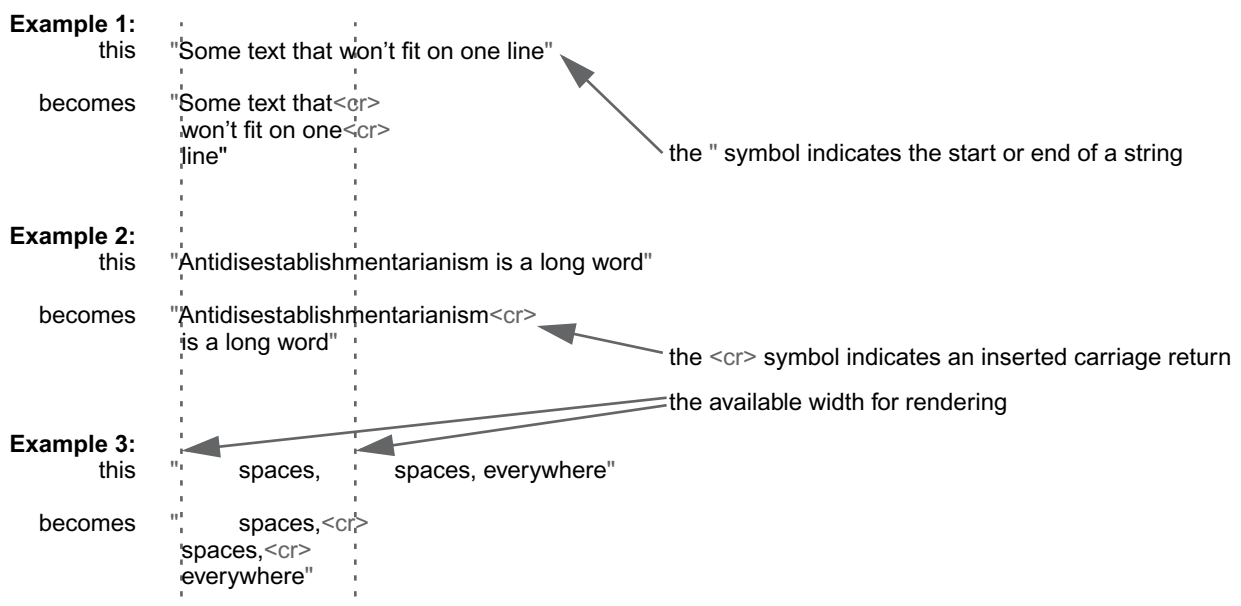 Example 1:
this "Some text that won’t fit on one line"
becomes "Some text that<cr>
won’t fit on one<cr>
line"
the " symbol indicates the start or end of a string
Example 2:
this "Antidisestablishmentarianism is a long word"
becomes "Antidisestablishmentarianism<cr>
is a long word"
the <cr> symbol indicates an inserted carriage return
the available width for rendering
Example 3:
this "        spaces,        spaces, everywhere"
becomes "        spaces,<cr>
spaces,<cr>
everywhere"